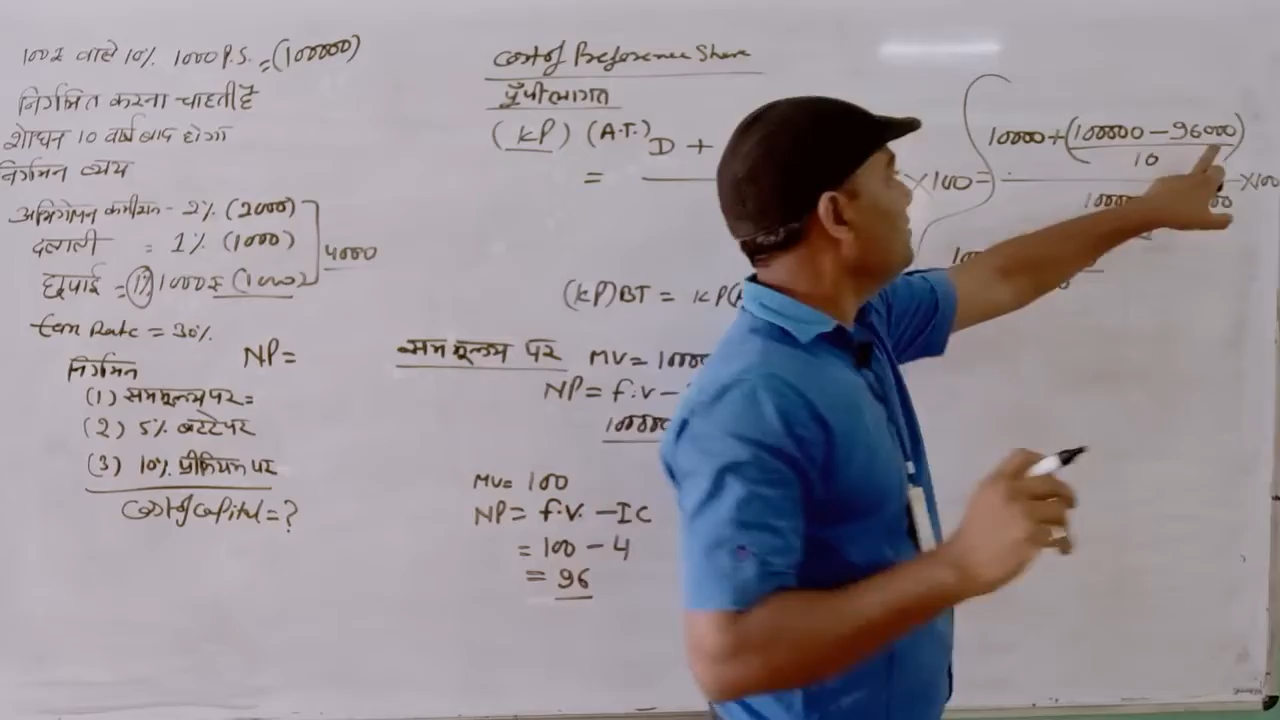 100₹ वाले 10% 1000 P.S. = (100000)
निर्गमित करना चाहती है
शोधन 10 वर्ष बाद होगा
निर्गमन व्यय
अभिगोपन कमीशन - 2% (2000)
दलाली = 1% (1000)
छपाई = 1% 1000₹ (1000)
4000
Rate = 30%
NP =
निर्गमन
(1) सममूल्य पर =
(2) 5% बट्टे पर
(3) 10% प्रीमियम पर
Cost of Capital = ?
Cost of Preference Share
पूँजी लागत
(KP) (A.T.)
= D +
×100 =
10000 + (100000 - 96000)
10
×100
(KP) BT = KP(
सममूल्य पर
MV = 1000
NP = f.v -
100000
MV = 100
NP = f.v. - IC
= 100 - 4
= 96